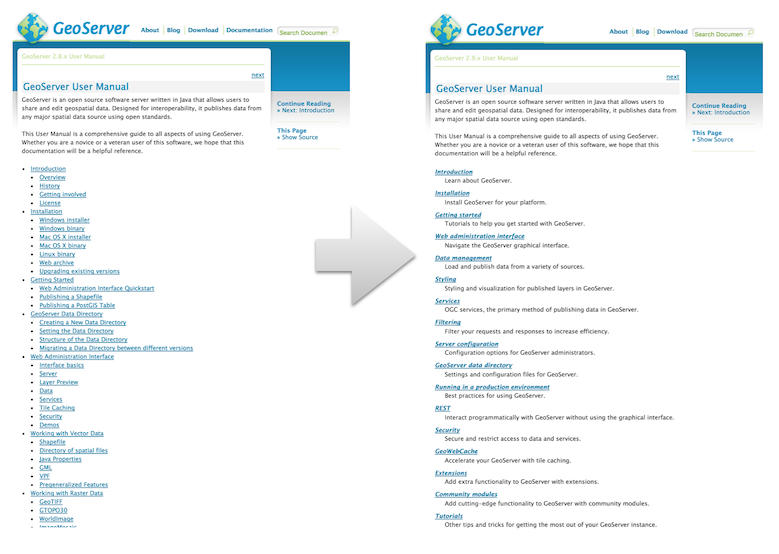 GeoServer
About
Blog
Download
Documentation
Search Documen
GeoServer 2.8.x User Manual
next
GeoServer User Manual
GeoServer is an open source software server written in Java that allows users to
share and edit geospatial data. Designed for interoperability, it publishes data from
any major spatial data source using open standards.
This User Manual is a comprehensive guide to all aspects of using GeoServer.
Whether you are a novice or a veteran user of this software, we hope that this
documentation will be a helpful reference.
Introduction
Overview
History
Getting involved
License
Installation
Windows installer
Windows binary
Mac OS X installer
Mac OS X binary
Linux binary
Web archive
Upgrading existing versions
Getting Started
Web Administration Interface Quickstart
Publishing a Shapefile
Publishing a PostGIS Table
GeoServer Data Directory
Creating a New Data Directory
Setting the Data Directory
Structure of the Data Directory
Migrating a Data Directory between different versions
Web Administration Interface
Interface basics
Server
Layer Preview
Data
Services
Tile Caching
Security
Demos
Working with Vector Data
Shapefile
Directory of spatial files
Java Properties
GML
VPF
Pregeneralized Features
Working with Raster Data
GeoTIFF
GTOPO30
WorldImage
ImageMosaic
Continue Reading
» Next: Introduction
This Page
» Show Source
GeoServer
About
Blog
Download
Search Documen
GeoServer 2.8.x User Manual
next
GeoServer User Manual
GeoServer is an open source software server written in Java that allows users to
share and edit geospatial data. Designed for interoperability, it publishes data from
any major spatial data source using open standards.
This User Manual is a comprehensive guide to all aspects of using GeoServer.
Whether you are a novice or a veteran user of this software, we hope that this
documentation will be a helpful reference.
Introduction
Learn about GeoServer.
Installation
Install GeoServer for your platform.
Getting started
Tutorials to help you get started with GeoServer.
Web administration interface
Navigate the GeoServer graphical interface.
Data management
Load and publish data from a variety of sources.
Styling
Styling and visualization for published layers in GeoServer.
Services
OGC services, the primary method of publishing data in GeoServer.
Filtering
Filter your requests and responses to increase efficiency.
Server configuration
Configuration options for GeoServer administrators.
GeoServer data directory
Settings and configuration files for GeoServer.
Running in a production environment
Best practices for using GeoServer.
REST
Interact programmatically with GeoServer without using the graphical interface.
Security
Secure and restrict access to data and services.
GeoWebCache
Accelerate your GeoServer with tile caching.
Extensions
Add extra functionality to GeoServer with extensions.
Community modules
Add cutting-edge functionality to GeoServer with community modules.
Tutorials
Other tips and tricks for getting the most out of your GeoServer instance.
Continue Reading
» Next: Introduction
This Page
» Show Source